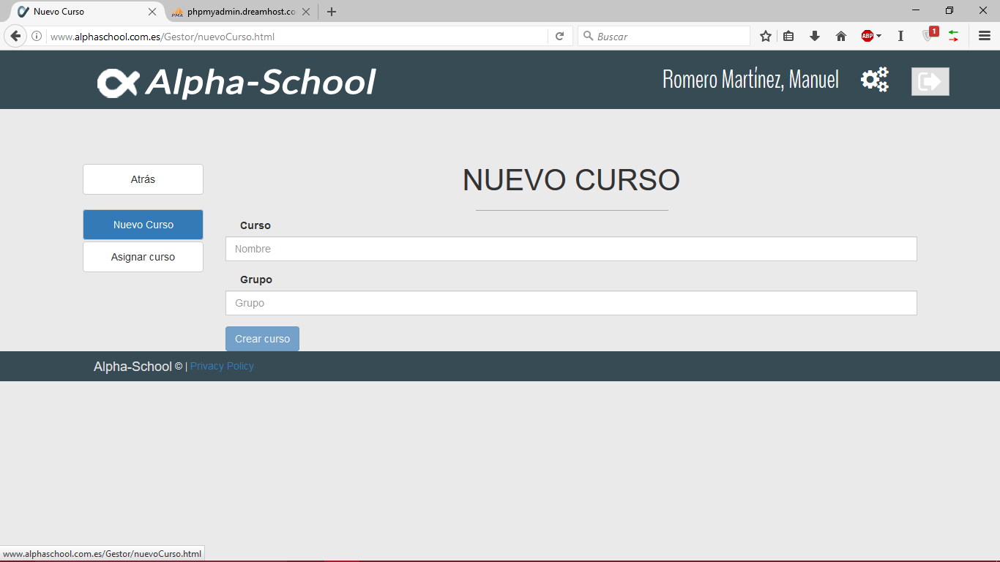 Nuevo Curso
phpmyadmin.dreamhost.co
www.alphaschool.com.es/Gestor/nuevoCurso.html
Buscar
ABP
1
Alpha-School
Romero Martínez, Manuel
Atrás
NUEVO CURSO
Nuevo Curso
Curso
Nombre
Asignar curso
Grupo
Grupo
Crear curso
Alpha-School © | Privacy Policy
www.alphaschool.com.es/Gestor/nuevoCurso.html